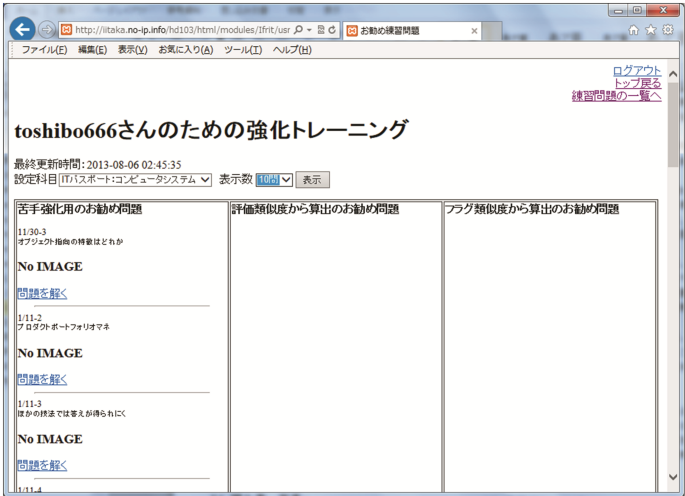 http://iitaka.no-ip.info/hd103/html/modules/Ifrit/usr
お勧め練習問題
ファイル(F) 編集(E) 表示(V) お気に入り(A) ツール(T) ヘルプ(H)
ログアウト
トップ戻る
練習問題の一覧へ
toshibo666さんのための強化トレーニング
最終更新時間:2013-08-06 02:45:35
設定科目 ITパスポート:コンピュータシステム 表示数 10問 表示
苦手強化用のお勧め問題 評価類似度から算出のお勧め問題 フラグ類似度から算出のお勧め問題
11/30-3
オブジェクト指向の特徴はどれか
No IMAGE
問題を解く
1/11-2
プロダクトポートフォリオマネ
No IMAGE
問題を解く
1/11-3
ほかの技法では答えが得られにく
No IMAGE
問題を解く
1/11-4